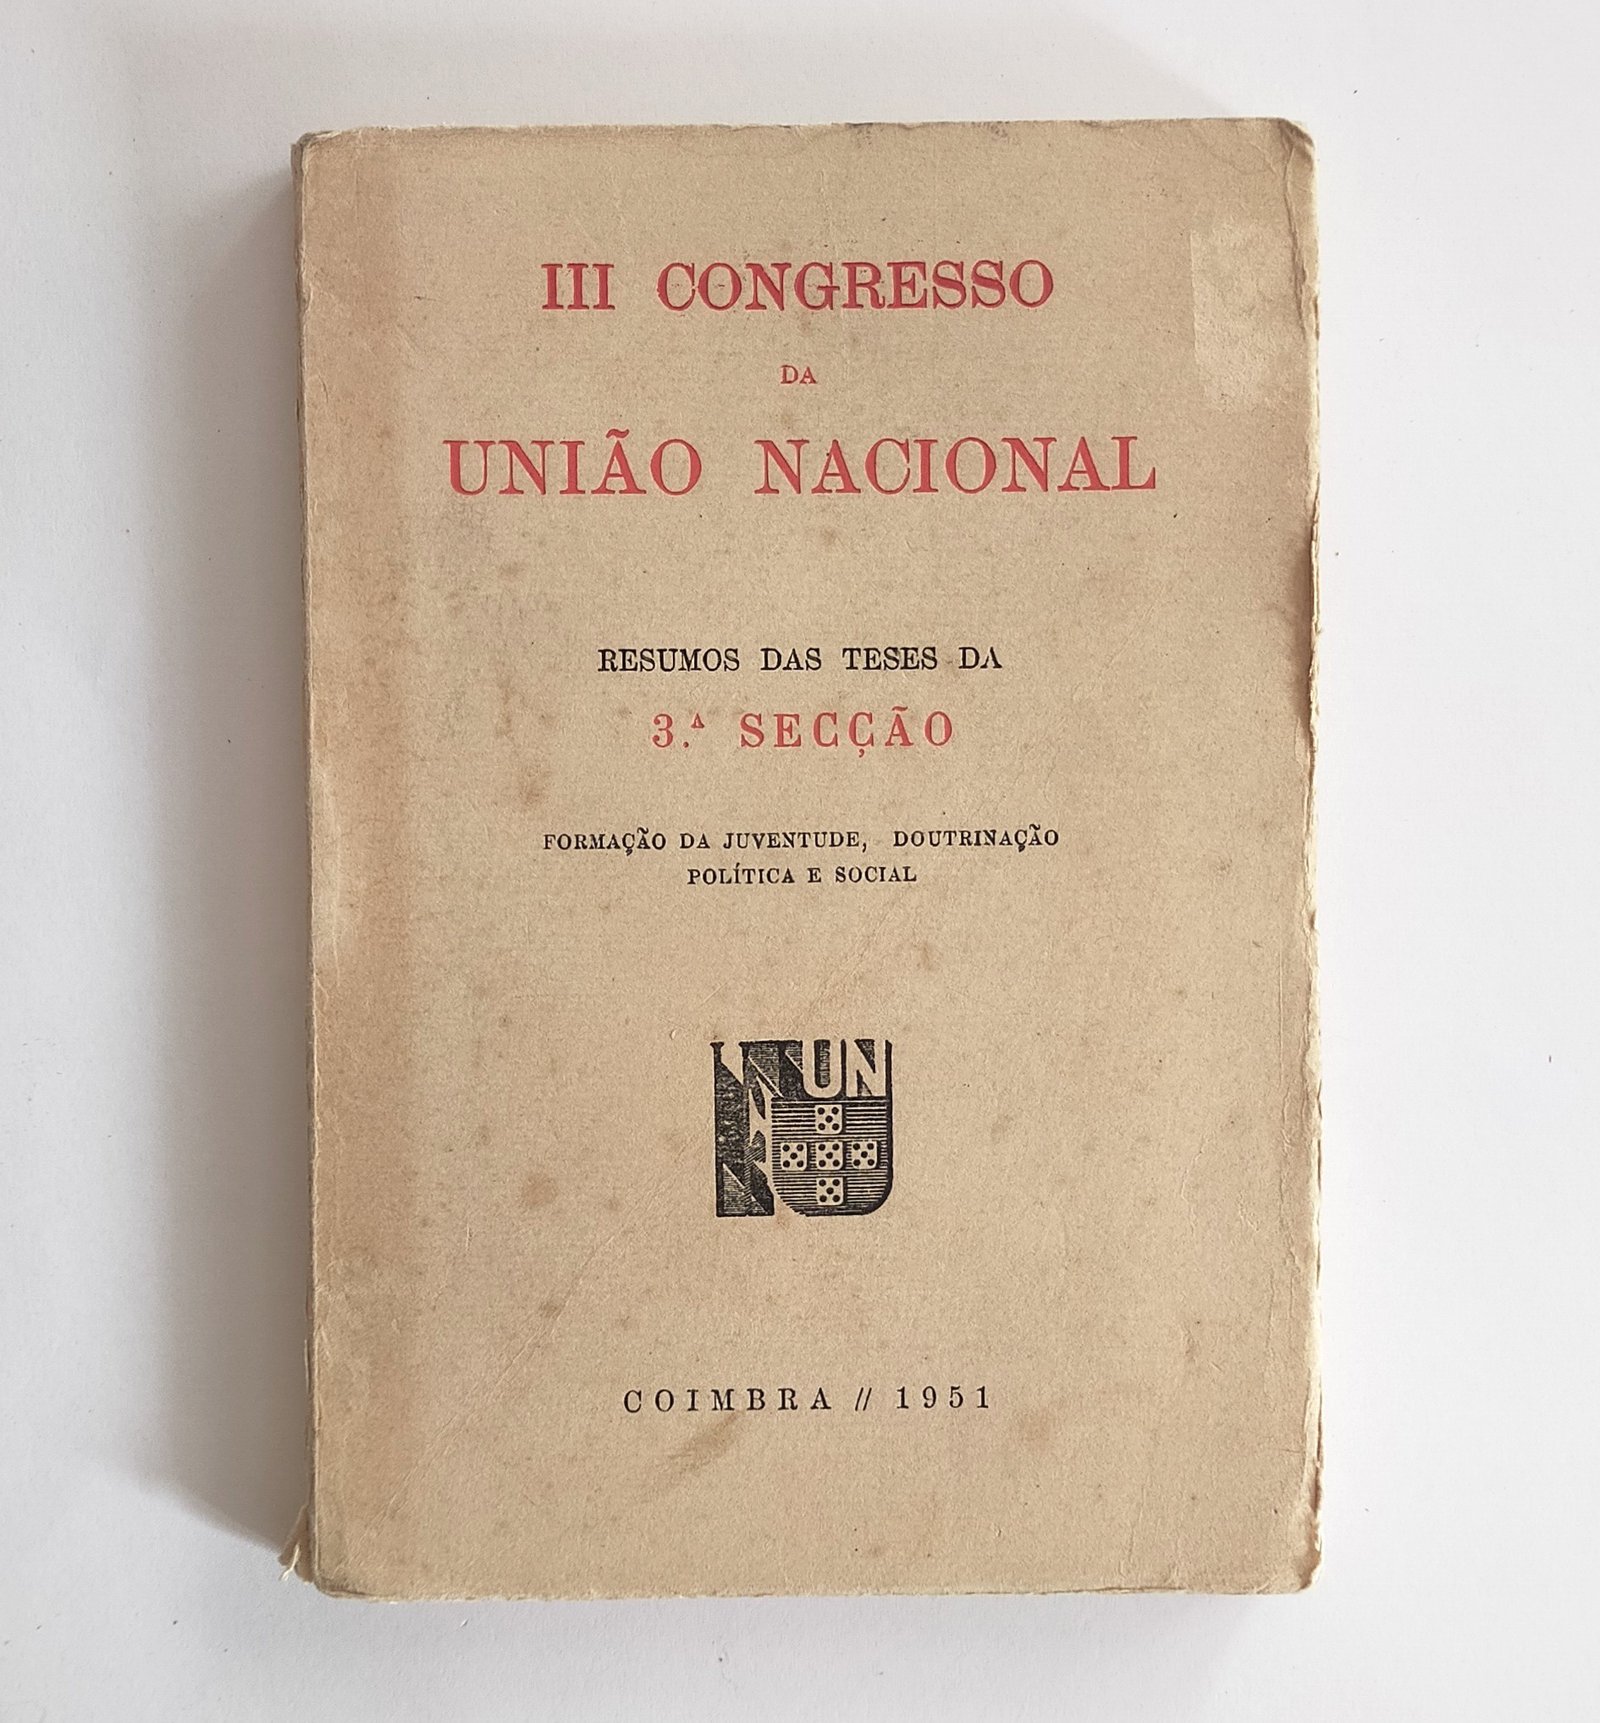 III CONGRESSO
DA
UNIÃO NACIONAL
RESUMOS DAS TESES DA
3.ª SECÇÃO
FORMAÇÃO DA JUVENTUDE, DOUTRINAÇÃO
POLÍTICA E SOCIAL
UN
COIMBRA // 1951